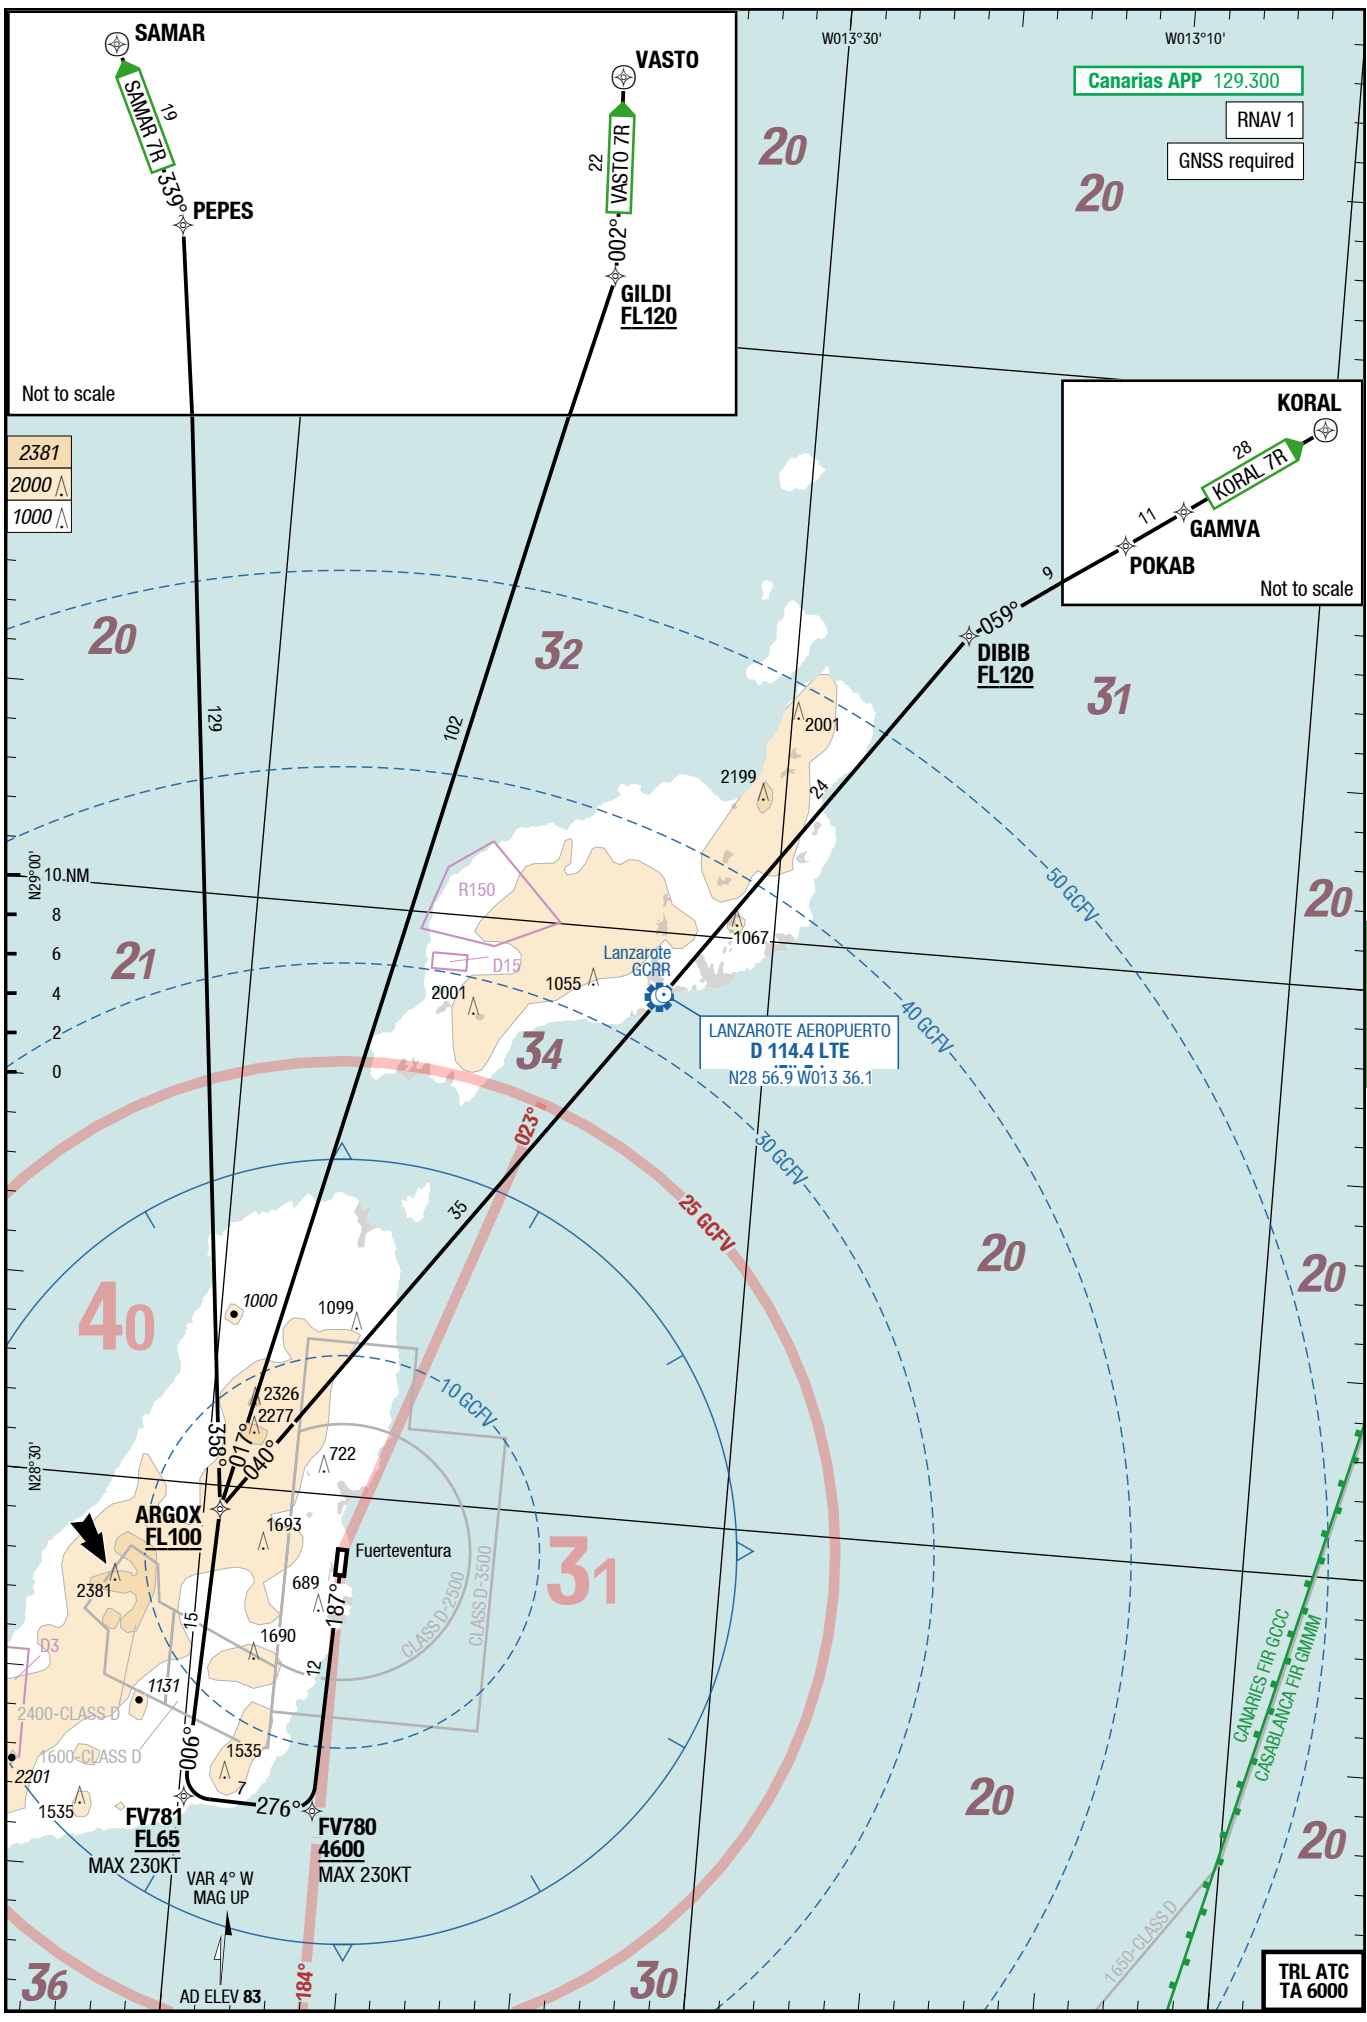 SAMAR
19
SAMAR 7R
339°
PEPES
VASTO
22
VASTO 7R
002°
GILDI
FL120
Not to scale
W013°30'
W013°10'
Canarias APP 129.300
RNAV 1
GNSS required
20
20
KORAL
28
KORAL 7R
11
GAMVA
POKAB
Not to scale
9
059°
DIBIB
FL120
2381
2000
1000
20
32
31
129
102
24
2001
2199
50 GCFV
N29°00'
10 NM
8
6
4
2
0
R150
D15
1067
1055
2001
20
21
34
Lanzarote
GCRR
LANZAROTE AEROPUERTO
D 114.4 LTE
N28 56.9 W013 36.1
40 GCFV
30 GCFV
023°
25 GCFV
35
20
20
40
1000
1099
10 GCFV
2326
2277
722
358°
017°
040°
N28°30'
ARGOX
FL100
1693
Fuerteventura
31
2381
689
187°
CLASS D-2500
CLASS D-3500
15
1690
12
D3
1131
2400-CLASS D
1600-CLASS D
006°
1535
7
2201
1535
276°
FV781
FL65
MAX 230KT
FV780
4600
MAX 230KT
VAR 4° W
MAG UP
AD ELEV 83
184°
36
30
20
20
CANARIES FIR GCCC
CASABLANCA FIR GMMM
1650-CLASS D
TRL ATC
TA 6000